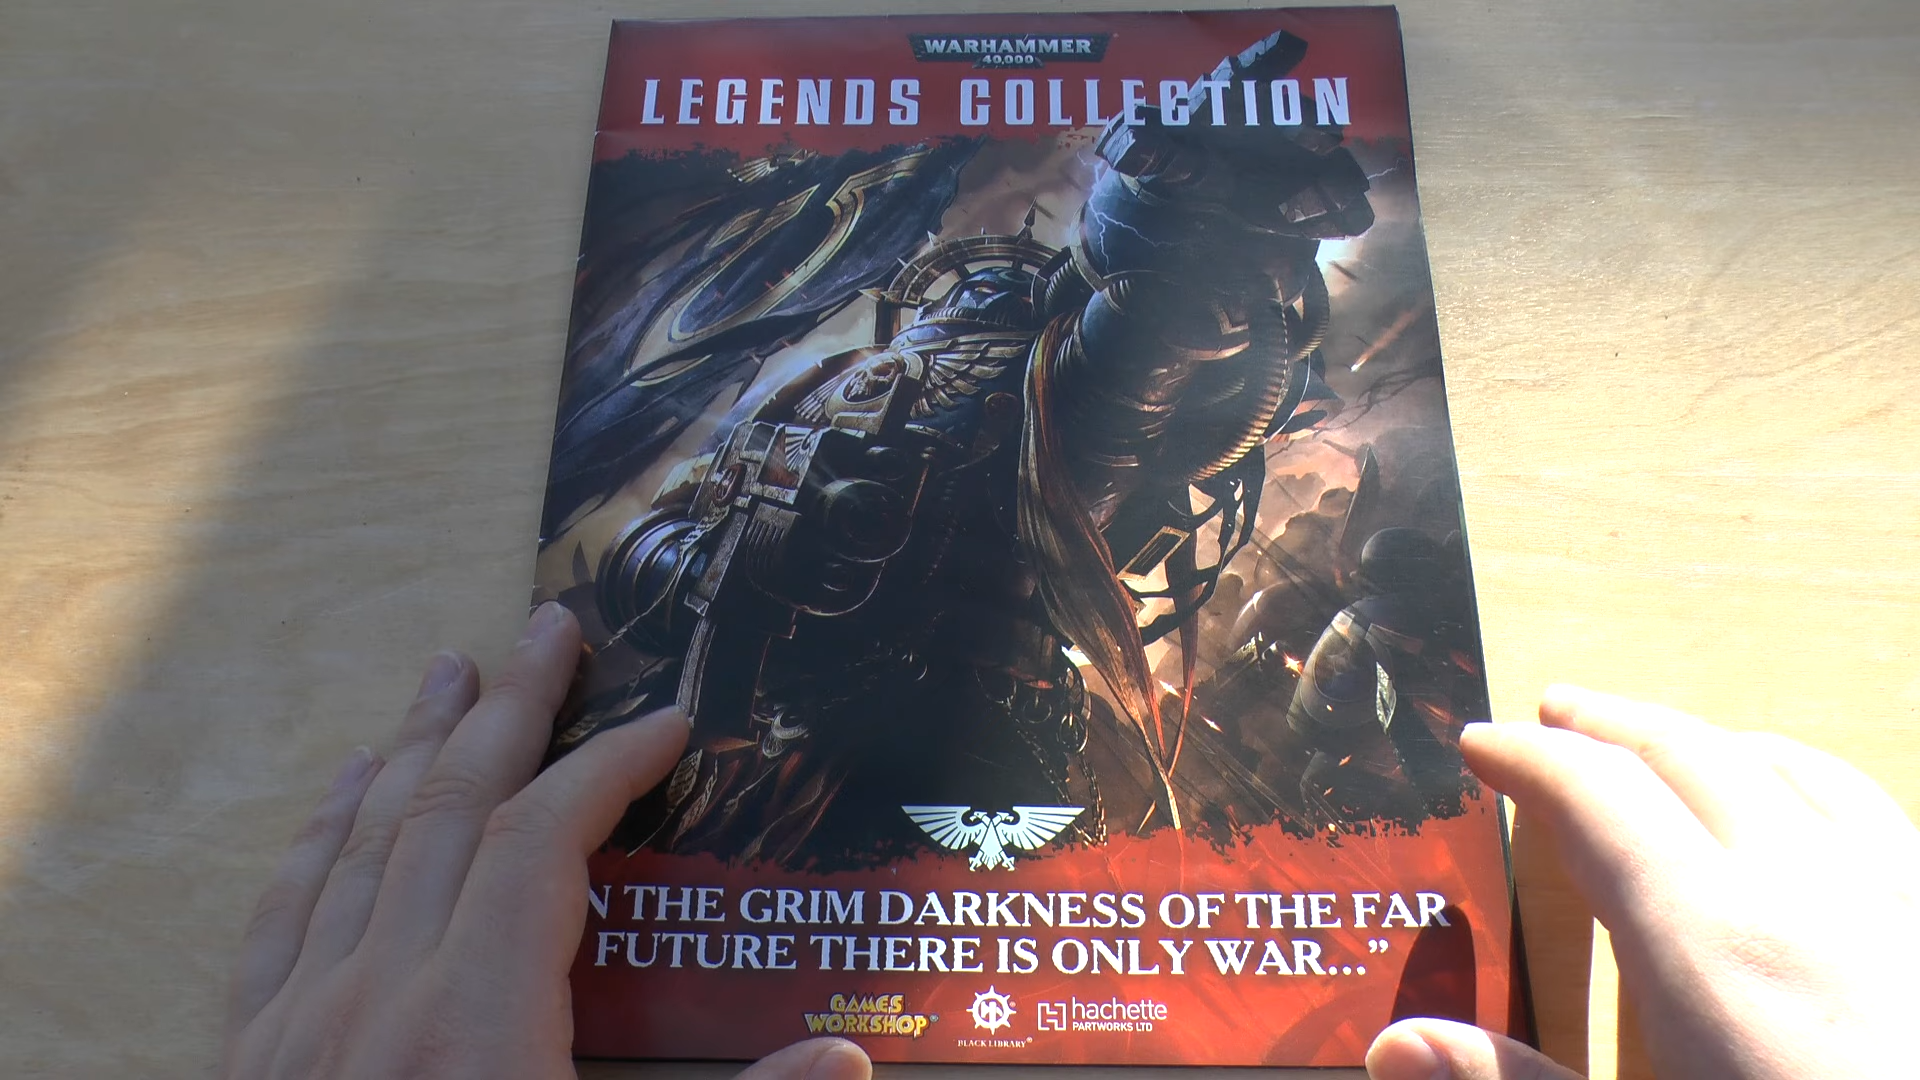 WARHAMMER
40,000
LEGENDS COLLECTION
N THE GRIM DARKNESS OF THE FAR
FUTURE THERE IS ONLY WAR..."
GAMES
WORKSHOP®
BLACK LIBRARY®
hachette
PARTWORKS LTD